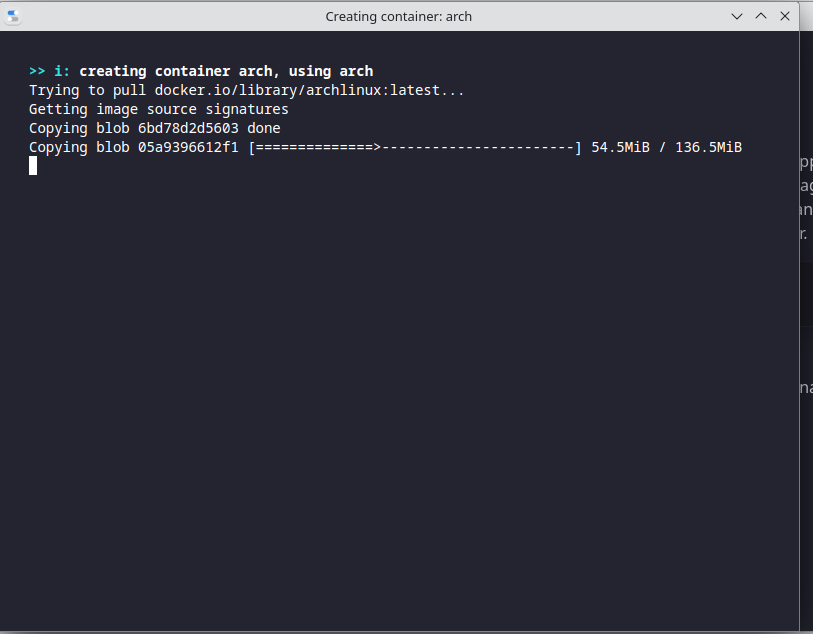 Creating container: arch
>> i: creating container arch, using arch
Trying to pull docker.io/library/archlinux:latest...
Getting image source signatures
Copying blob 6bd78d2d5603 done
Copying blob 05a9396612f1 [==============>-----------------------] 54.5MiB / 136.5MiB
r.